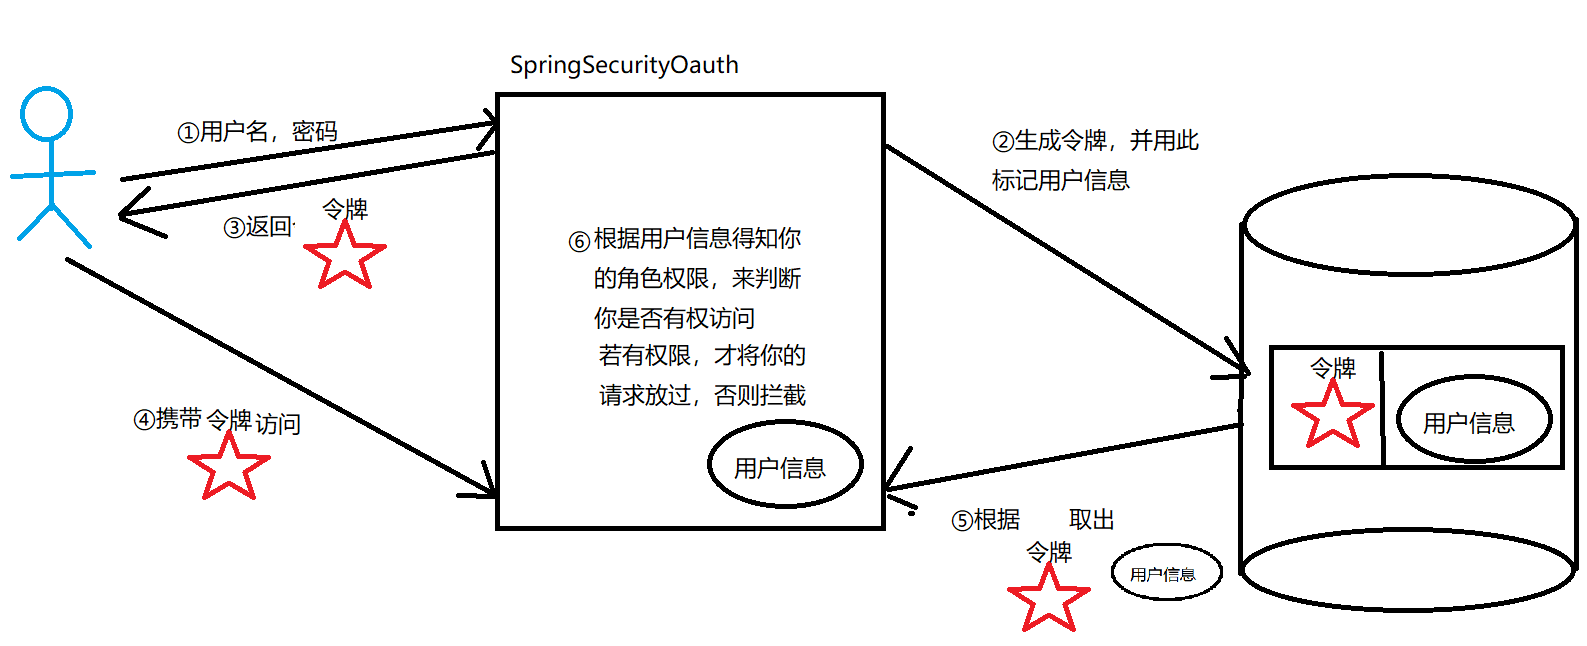 SpringSecurityOauth
①用户名，密码
②生成令牌，并用此
标记用户信息
③返回
令牌
⑥根据用户信息得知你
的角色权限，来判断
你是否有权访问
若有权限，才将你的
请求放过，否则拦截
用户信息
令牌
用户信息
④携带令牌访问
⑤根据 取出
令牌
用户信息